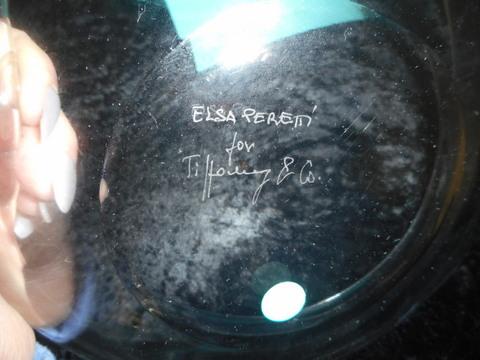 ELSA PERETTI
for
Tiffany & Co.